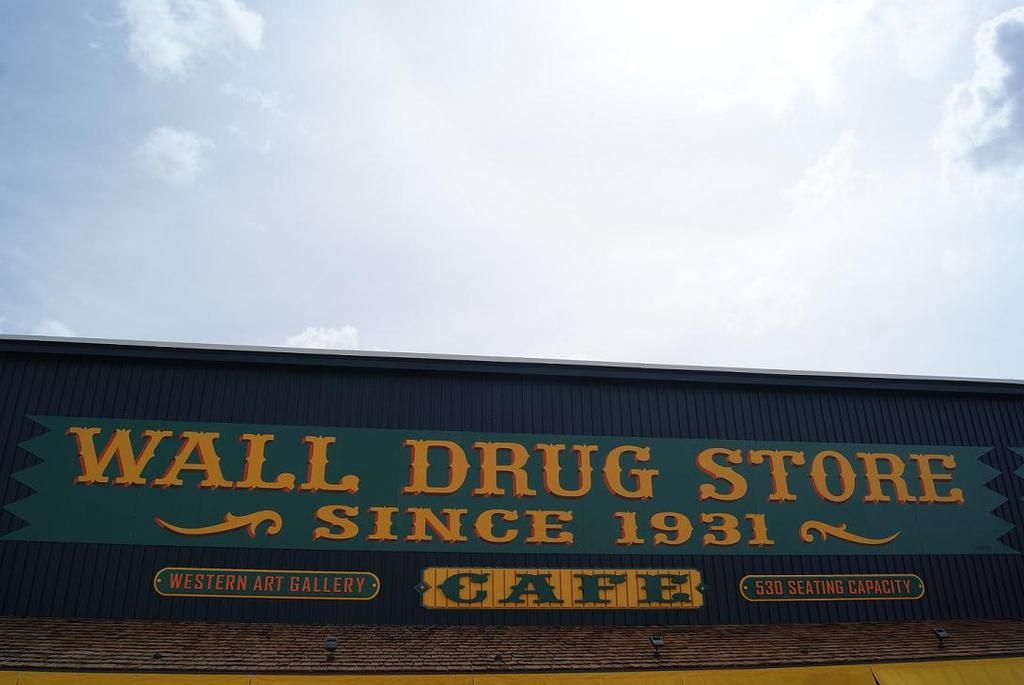 WALL DRUG STORE
SINCE 1931
WESTERN ART GALLERY
CAFE
530 SEATING CAPACITY